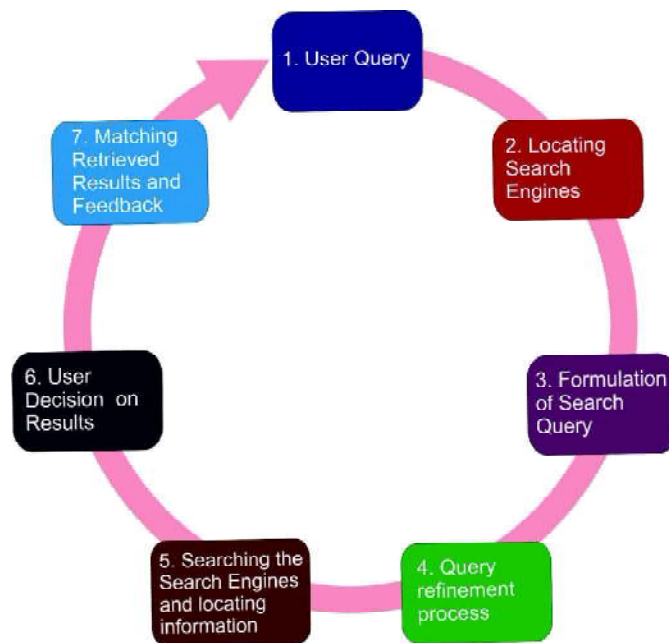 1. User Query
2. Locating
Search
Engines
3. Formulation
of Search
Query
4. Query
refinement
process
5. Searching the
Search Engines
and locating
information
6. User
Decision on
Results
7. Matching
Retrieved
Results and
Feedback